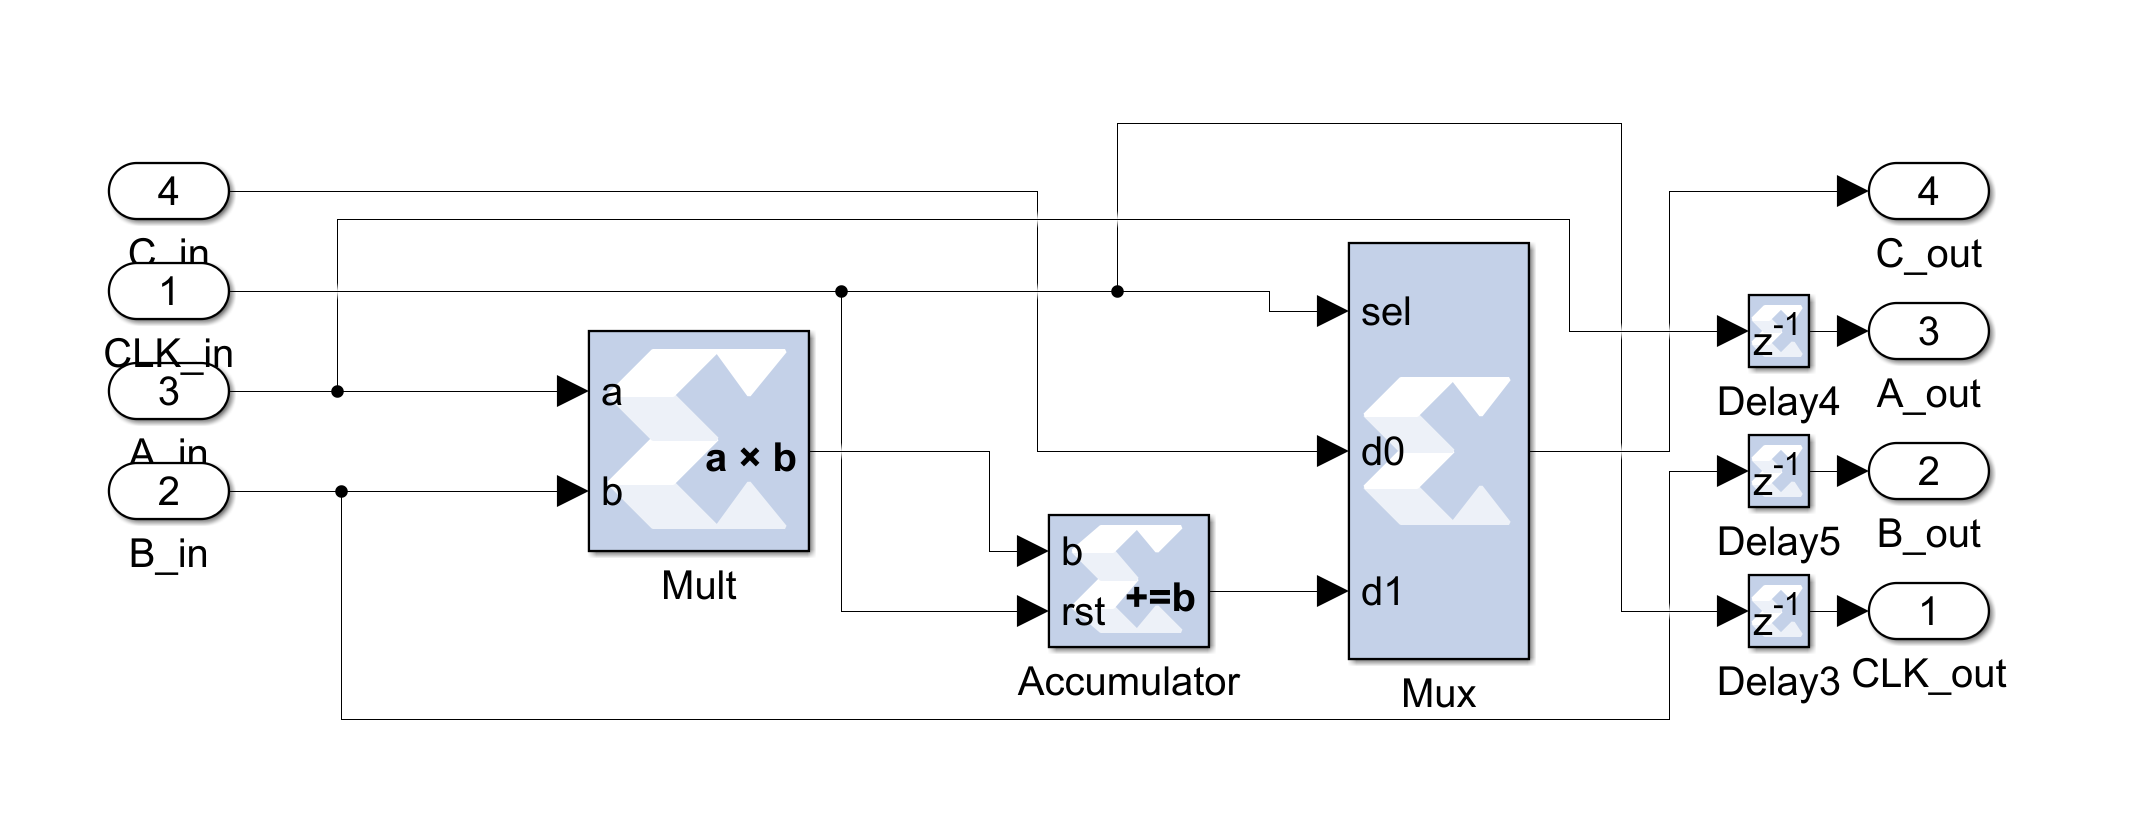 4
C_in
1
CLK_in
3
A_in
2
B_in
a
b
a × b
Mult
b
rst
+=b
Accumulator
sel
d0
d1
Mux
z-1
Delay4
z-1
Delay5
z-1
Delay3
4
C_out
3
A_out
2
B_out
1
CLK_out